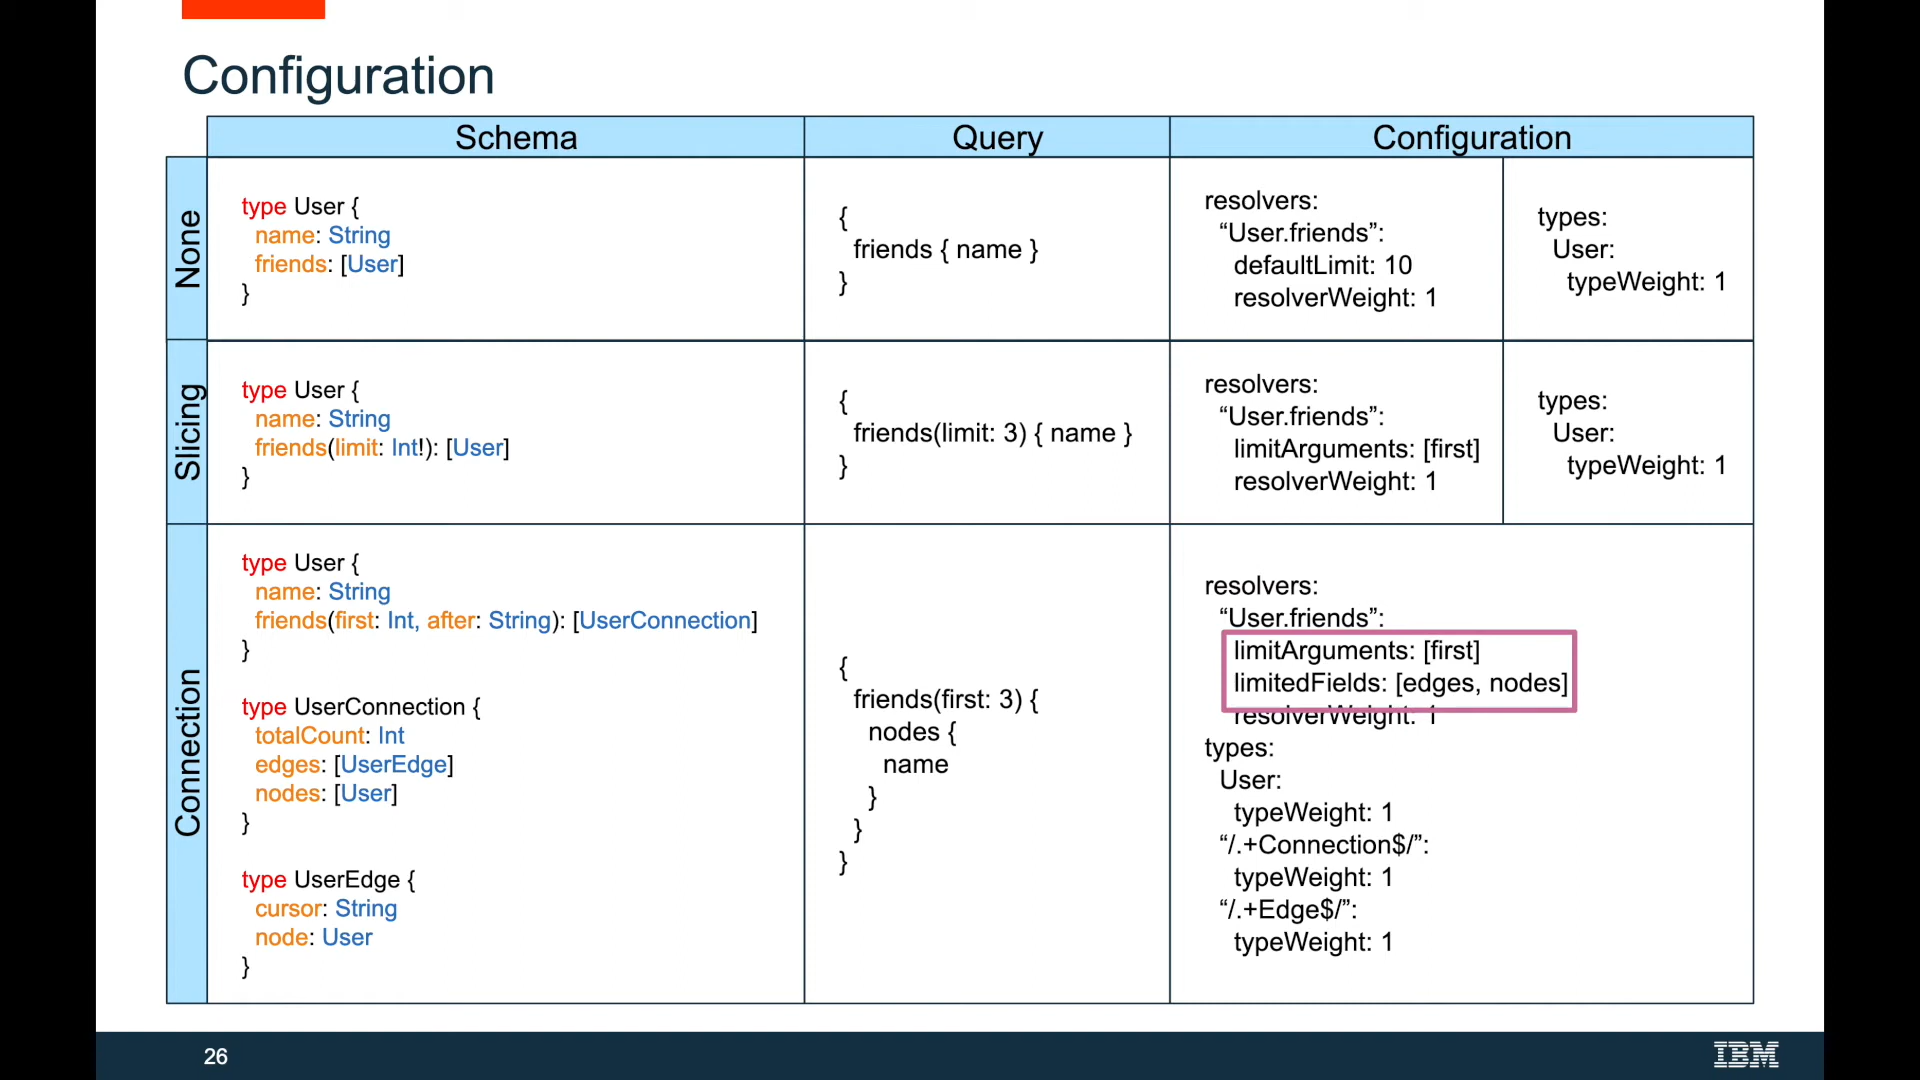 Configuration
Schema
Query
Configuration
None
type User {
name: String
friends: [User]
}
{
friends { name }
}
resolvers:
“User.friends”:
defaultLimit: 10
resolverWeight: 1
types:
User:
typeWeight: 1
Slicing
type User {
name: String
friends(limit: Int!): [User]
}
{
friends(limit: 3) { name }
}
resolvers:
“User.friends”:
limitArguments: [first]
resolverWeight: 1
types:
User:
typeWeight: 1
Connection
type User {
name: String
friends(first: Int, after: String): [UserConnection]
}
type UserConnection {
totalCount: Int
edges: [UserEdge]
nodes: [User]
}
type UserEdge {
cursor: String
node: User
}
{
friends(first: 3) {
nodes {
name
}
}
}
resolvers:
“User.friends”:
limitArguments: [first]
limitedFields: [edges, nodes]
resolverWeight: 1
types:
User:
typeWeight: 1
“/.+Connection$/”:
typeWeight: 1
“/.+Edge$/”:
typeWeight: 1
26
IBM